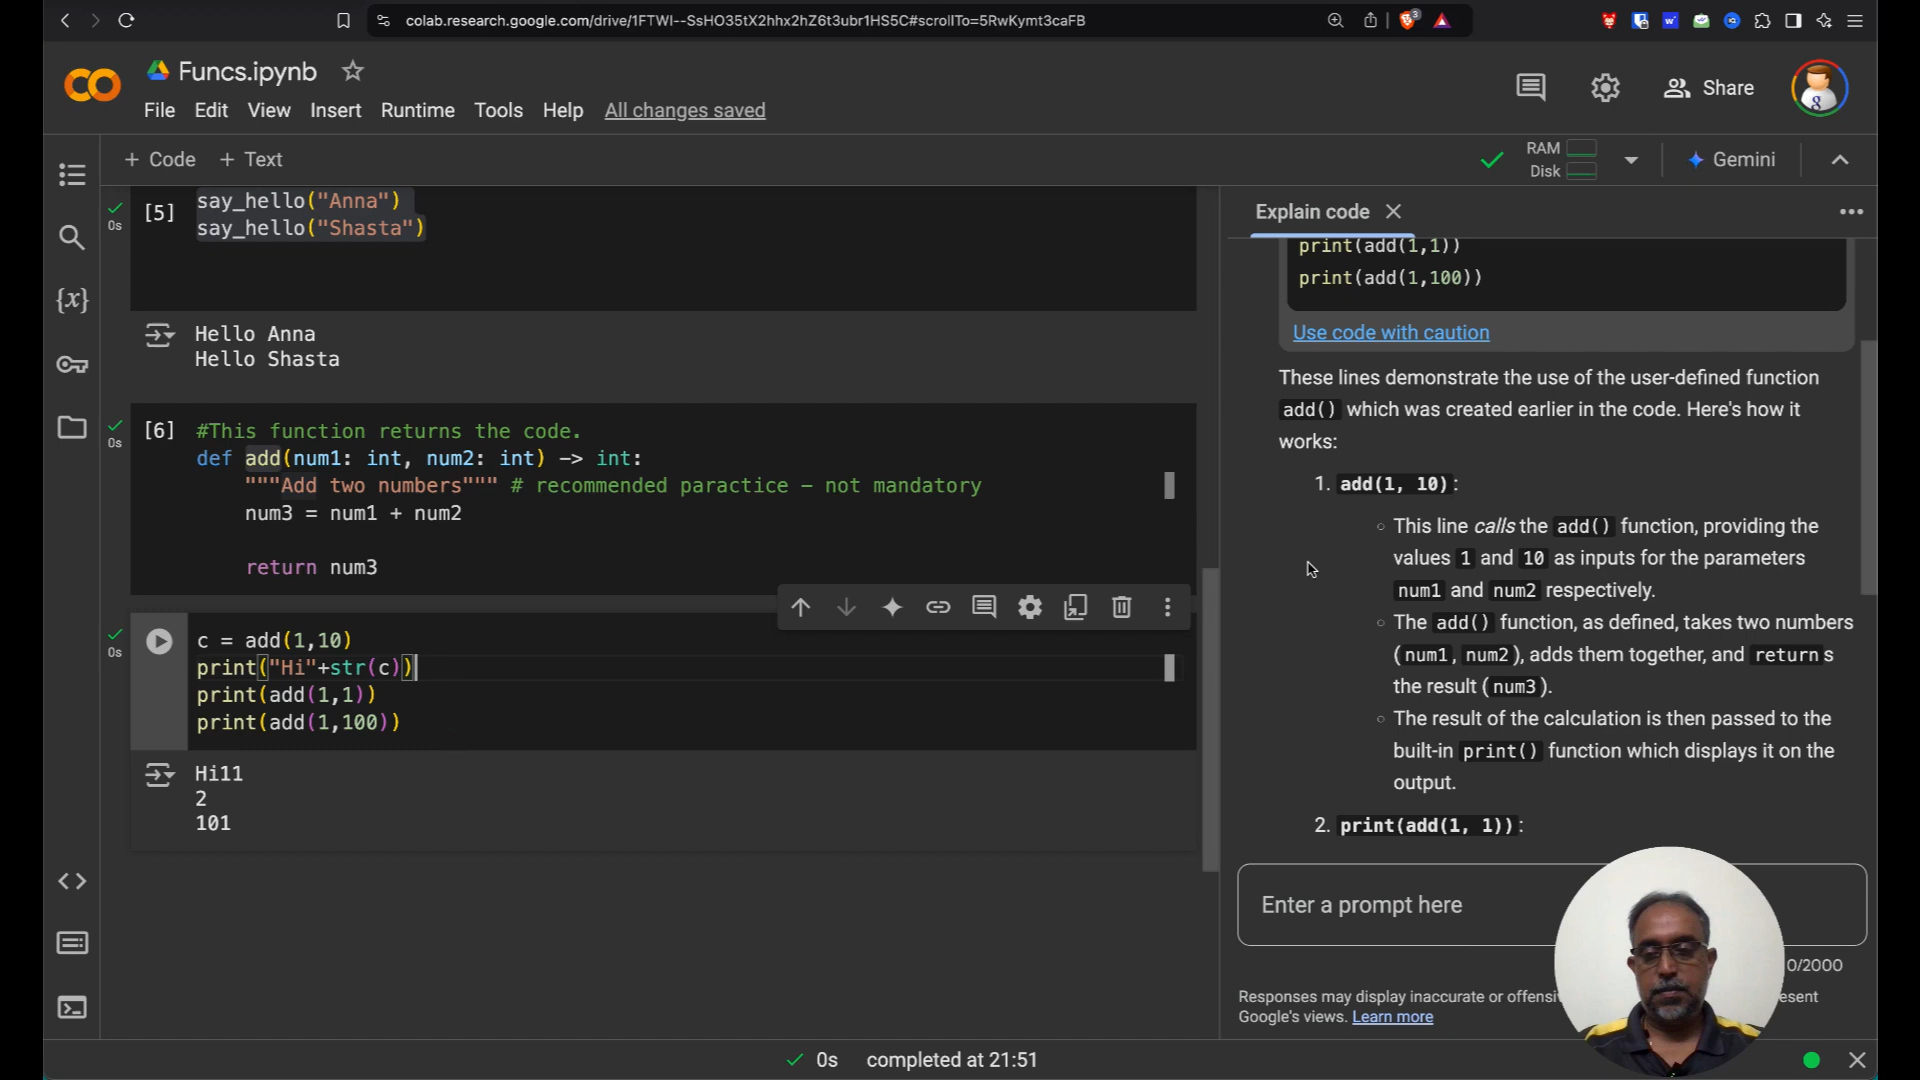 colab.research.google.com/drive/1FTWI--SsHO35tX2hhx2hZ6t3ubr1HS5C#scrollTo=5RwKymt3caFB
3
Funcs.ipynb
File Edit View Insert Runtime Tools Help All changes saved
Share
+ Code + Text
RAM
Disk
Gemini
[5]
0s
say_hello("Anna")
say_hello("Shasta")
Hello Anna
Hello Shasta
[6]
0s
#This function returns the code.
def add(num1: int, num2: int) -> int:
"""Add two numbers""" # recommended paractice – not mandatory
num3 = num1 + num2
return num3
0s
c = add(1,10)
print("Hi"+str(c))
print(add(1,1))
print(add(1,100))
Hi11
2
101
Explain code
print(add(1,1))
print(add(1,100))
Use code with caution
These lines demonstrate the use of the user-defined function
add() which was created earlier in the code. Here's how it
works:
1. add(1, 10):
This line calls the add() function, providing the
values 1 and 10 as inputs for the parameters
num1 and num2 respectively.
The add() function, as defined, takes two numbers
(num1, num2), adds them together, and returns
the result (num3).
The result of the calculation is then passed to the
built-in print() function which displays it on the
output.
2. print(add(1, 1)):
Enter a prompt here
0/2000
Responses may display inaccurate or offensi
esent
Google's views. Learn more
0s completed at 21:51